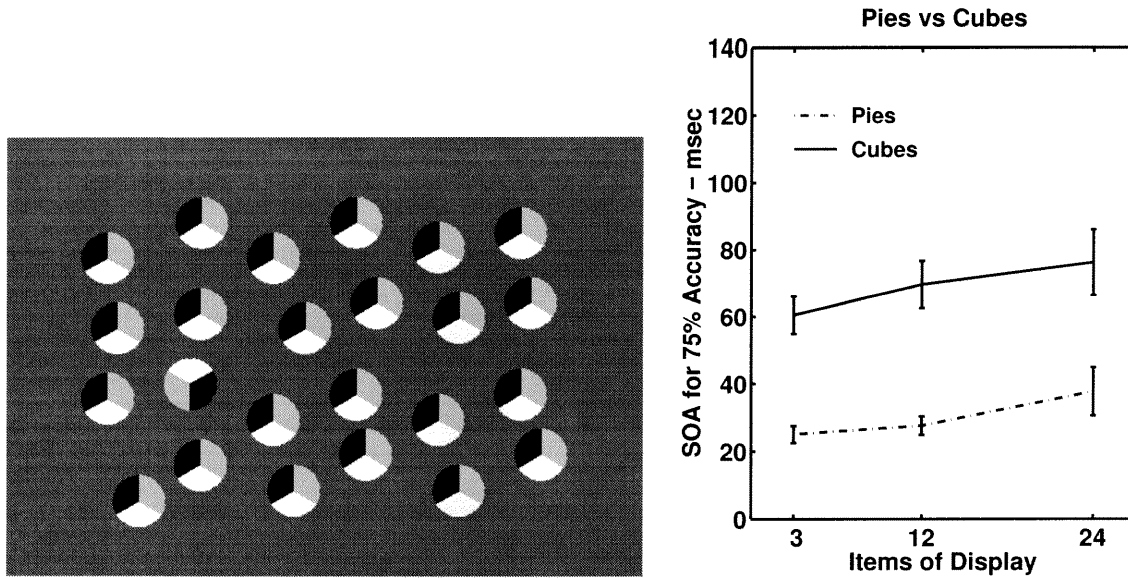 Pies vs Cubes
140
120
100
80
60
40
20
0
SOA for 75% Accuracy – msec
Pies
Cubes
3 12 24
Items of Display